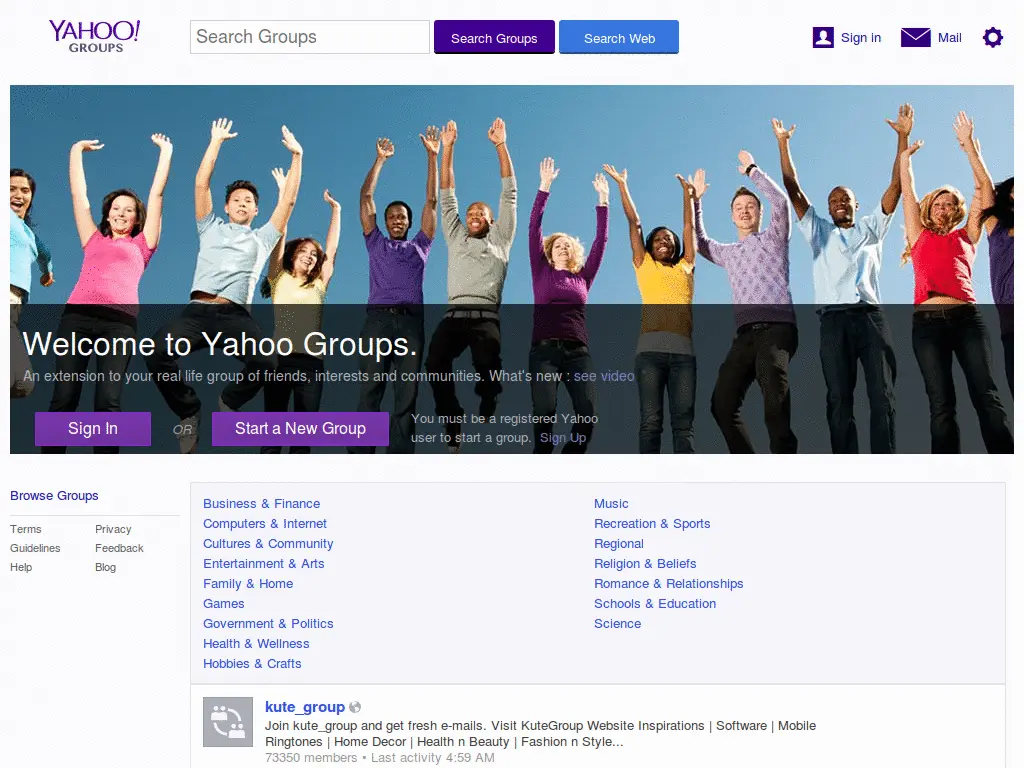 YAHOO!
GROUPS
Search Groups
Search Groups
Search Web
Sign in
Mail
Welcome to Yahoo Groups.
An extension to your real life group of friends, interests and communities. What's new : see video
Sign In
OR
Start a New Group
You must be a registered Yahoo
user to start a group. Sign Up
Browse Groups
Terms
Privacy
Guidelines
Feedback
Help
Blog
Business & Finance
Computers & Internet
Cultures & Community
Entertainment & Arts
Family & Home
Games
Government & Politics
Health & Wellness
Hobbies & Crafts
Music
Recreation & Sports
Regional
Religion & Beliefs
Romance & Relationships
Schools & Education
Science
kute_group
Join kute_group and get fresh e-mails. Visit KuteGroup Website Inspirations | Software | Mobile
Ringtones | Home Decor | Health n Beauty | Fashion n Style...
73350 members • Last activity 4:59 AM